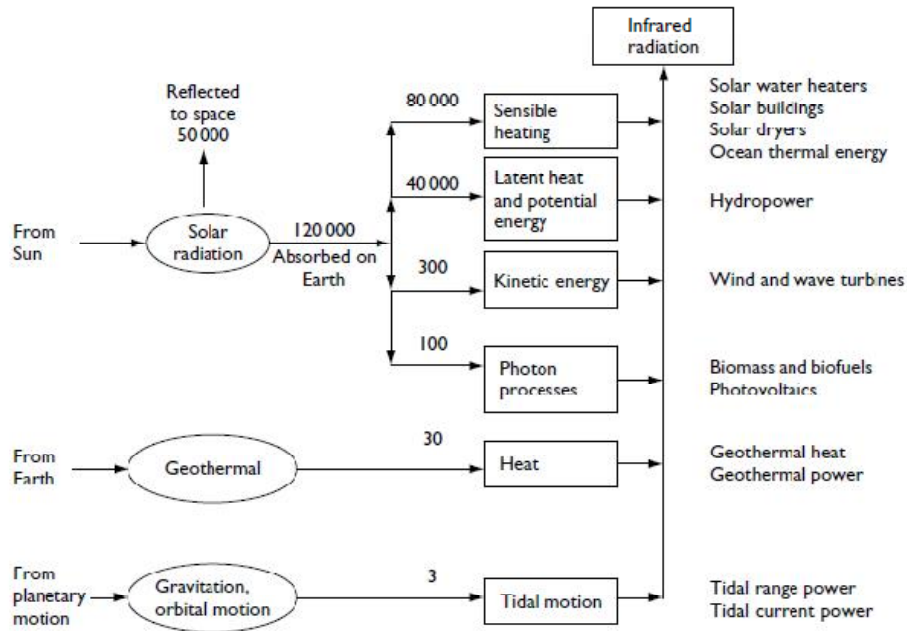 Infrared
radiation
Reflected
to space
50 000
80 000
Sensible
heating
Solar water heaters
Solar buildings
Solar dryers
Ocean thermal energy
40 000
Latent heat
and potential
energy
Hydropower
From
Sun
Solar
radiation
120 000
Absorbed on
Earth
300
Kinetic energy
Wind and wave turbines
100
Photon
processes
Biomass and biofuels
Photovoltaics
From
Earth
Geothermal
30
Heat
Geothermal heat
Geothermal power
From
planetary
motion
Gravitation,
orbital motion
3
Tidal motion
Tidal range power
Tidal current power